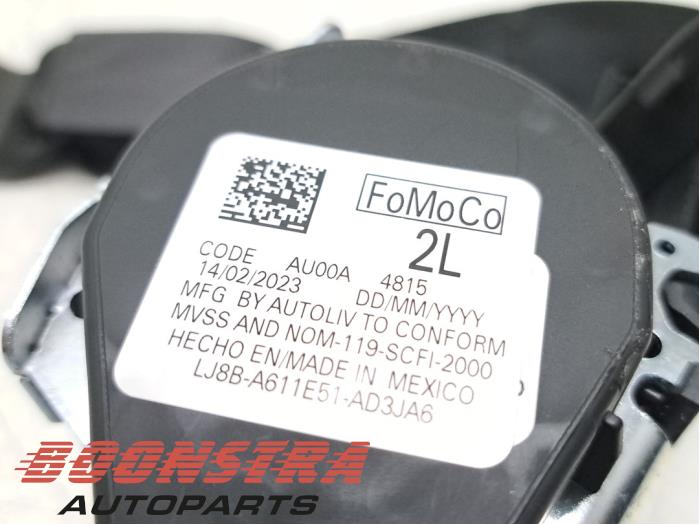 FoMoCo
2L
CODE AU00A 4815
14/02/2023 DD/MM/YYYY
MFG BY AUTOLIV TO CONFORM
MVSS AND NOM-119-SCFI-2000
HECHO EN/MADE IN MEXICO
LJ8B-A611E51-AD3JA6
BOONSTRA
AUTOPARTS